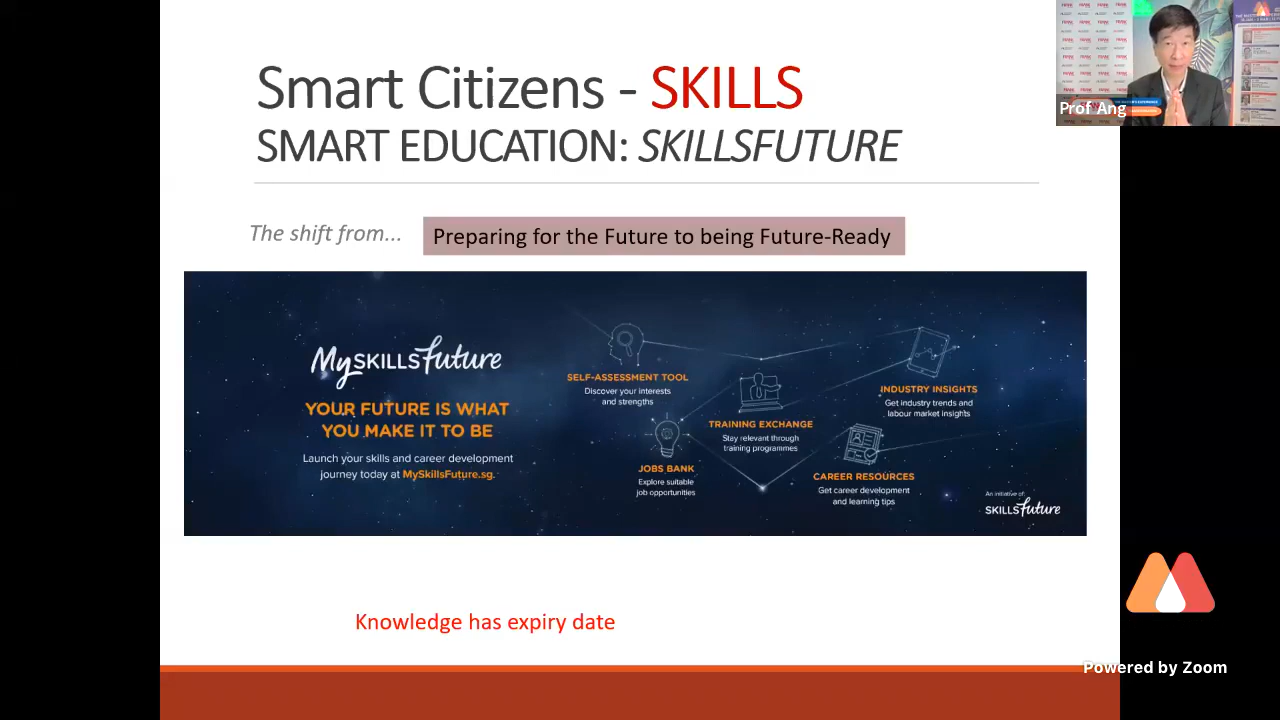 Smart Citizens - SKILLS
SMART EDUCATION: SKILLSFUTURE
Prof Ang
The shift from...
Preparing for the Future to being Future-Ready
MySKILLSfuture
YOUR FUTURE IS WHAT
YOU MAKE IT TO BE
Launch your skills and career development
journey today at MySkillsFuture.sg.
SELF-ASSESSMENT TOOL
Discover your interests
and strengths
JOBS BANK
Explore suitable
job opportunities
TRAINING EXCHANGE
Stay relevant through
training programmes
INDUSTRY INSIGHTS
Get industry trends and
labour market insights
CAREER RESOURCES
Get career development
and learning tips
An initiative of:
SKILLSfuture
Knowledge has expiry date
Powered by Zoom